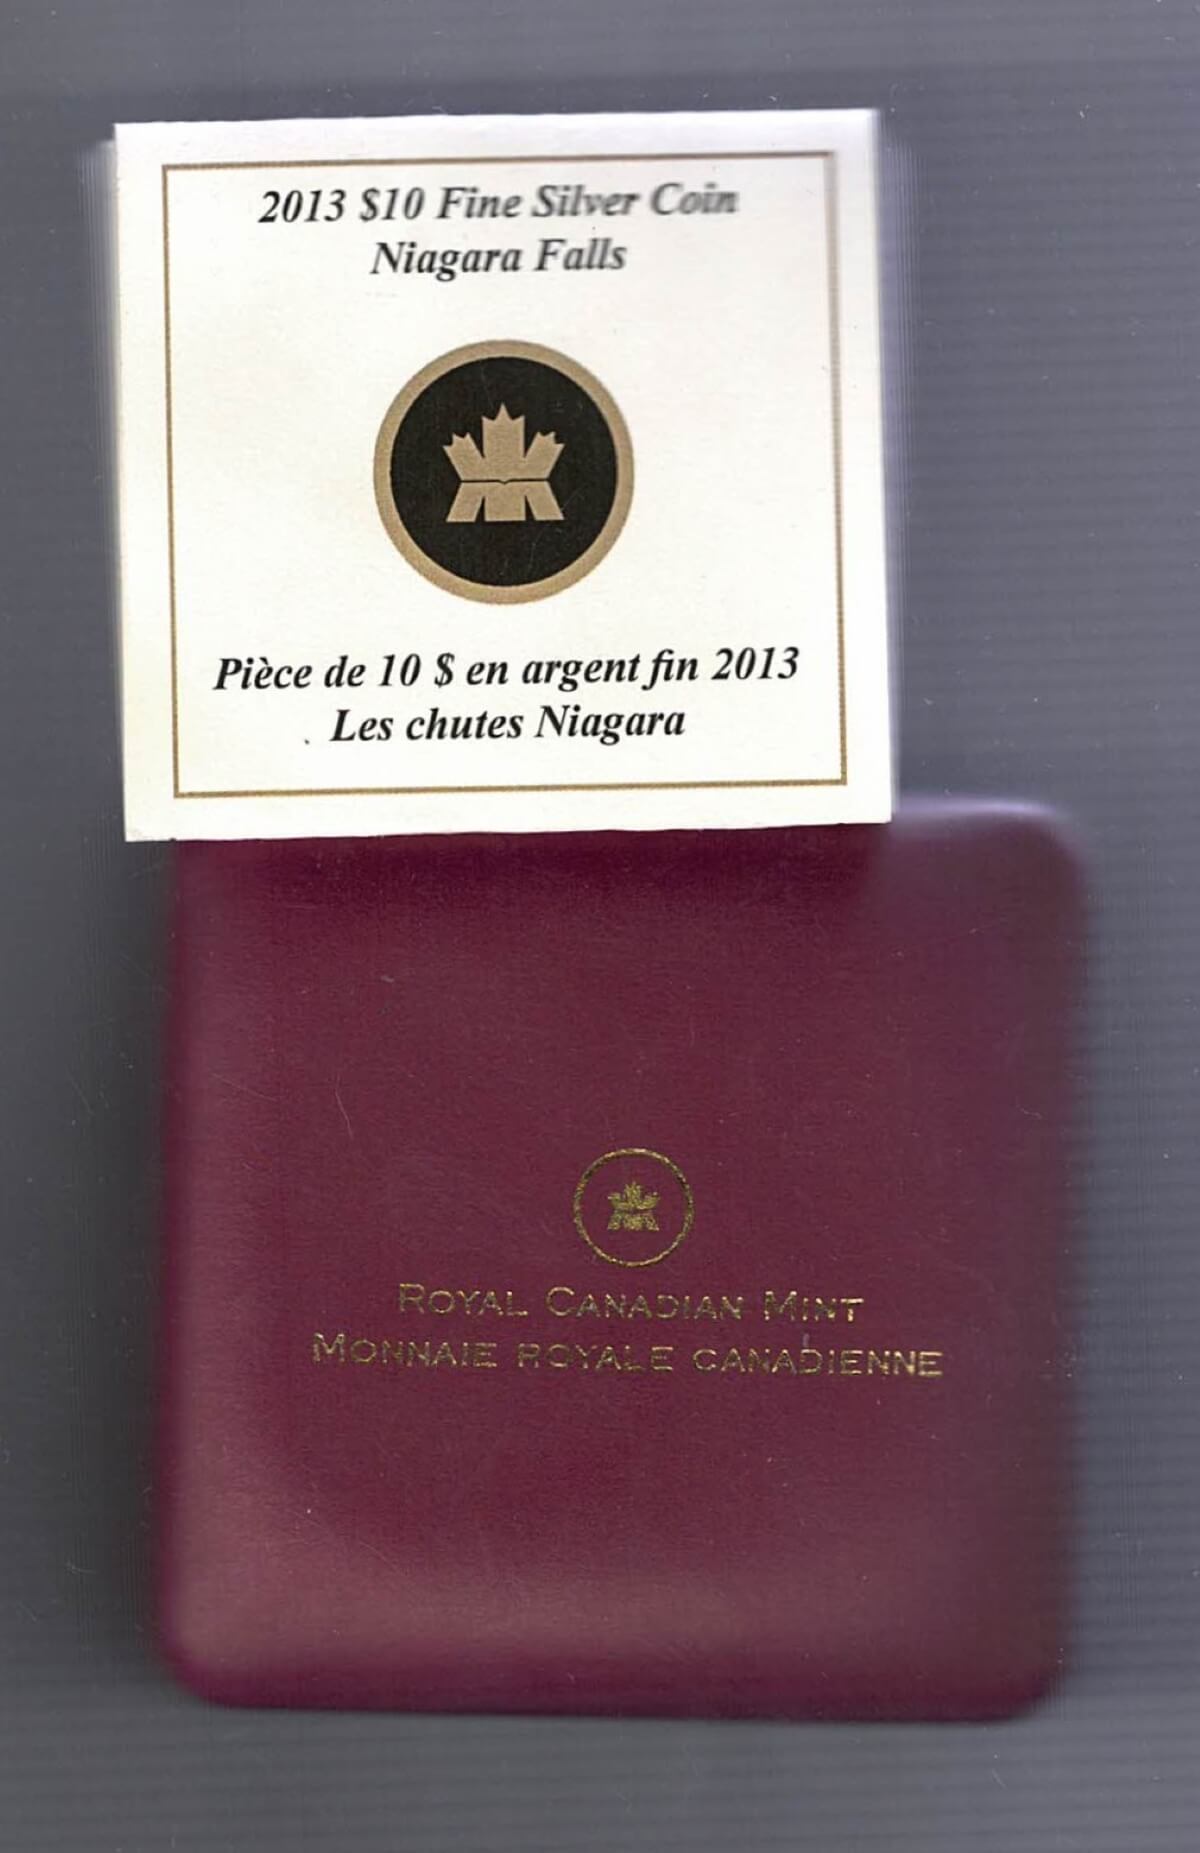 2013 $10 Fine Silver Coin
Niagara Falls
Pièce de 10 $ en argent fin 2013
Les chutes Niagara
ROYAL CANADIAN MINT
MONNAIE ROYALE CANADIENNE